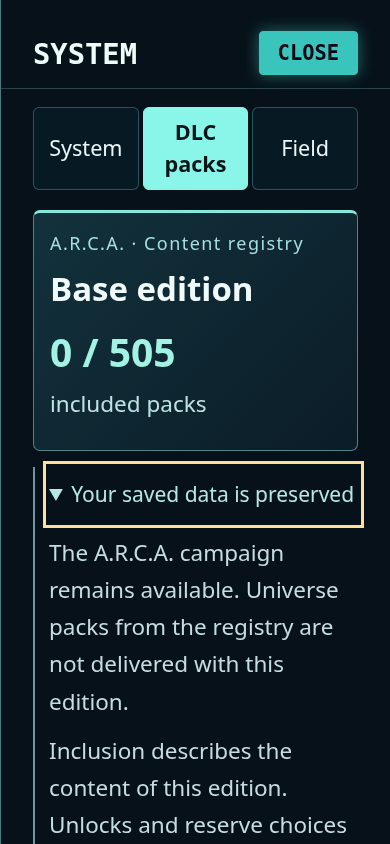 SYSTEM
CLOSE
System
DLC
packs
Field
A.R.C.A. · Content registry
Base edition
0 / 505
included packs
▼ Your saved data is preserved
The A.R.C.A. campaign
remains available. Universe
packs from the registry are
not delivered with this
edition.
Inclusion describes the
content of this edition.
Unlocks and reserve choices